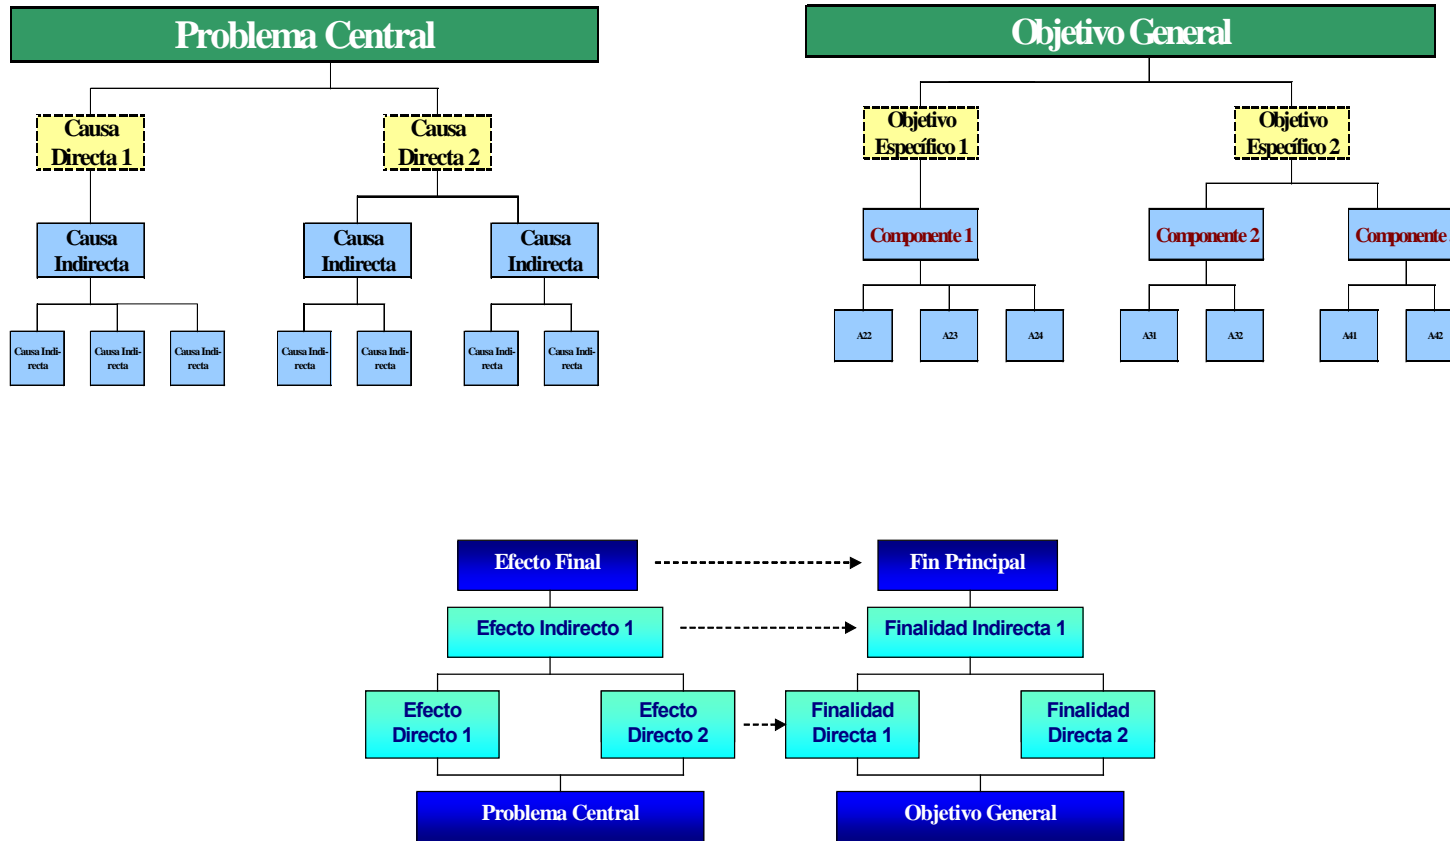 Problema Central
Causa
Directa 1
Causa
Directa 2
Causa
Indirecta
Causa
Indirecta
Causa
Indirecta
Causa Indi-
recta
Causa Indi-
recta
Causa Indi-
recta
Causa Indi-
recta
Causa Indi-
recta
Causa Indi-
recta
Causa Indi-
recta
Objetivo General
Objetivo
Específico 1
Objetivo
Específico 2
Componente 1
Componente 2
Componente
A22
A23
A24
A31
A32
A41
A42
Efecto Final
Fin Principal
Efecto Indirecto 1
Finalidad Indirecta 1
Efecto
Directo 1
Efecto
Directo 2
Finalidad
Directa 1
Finalidad
Directa 2
Problema Central
Objetivo General